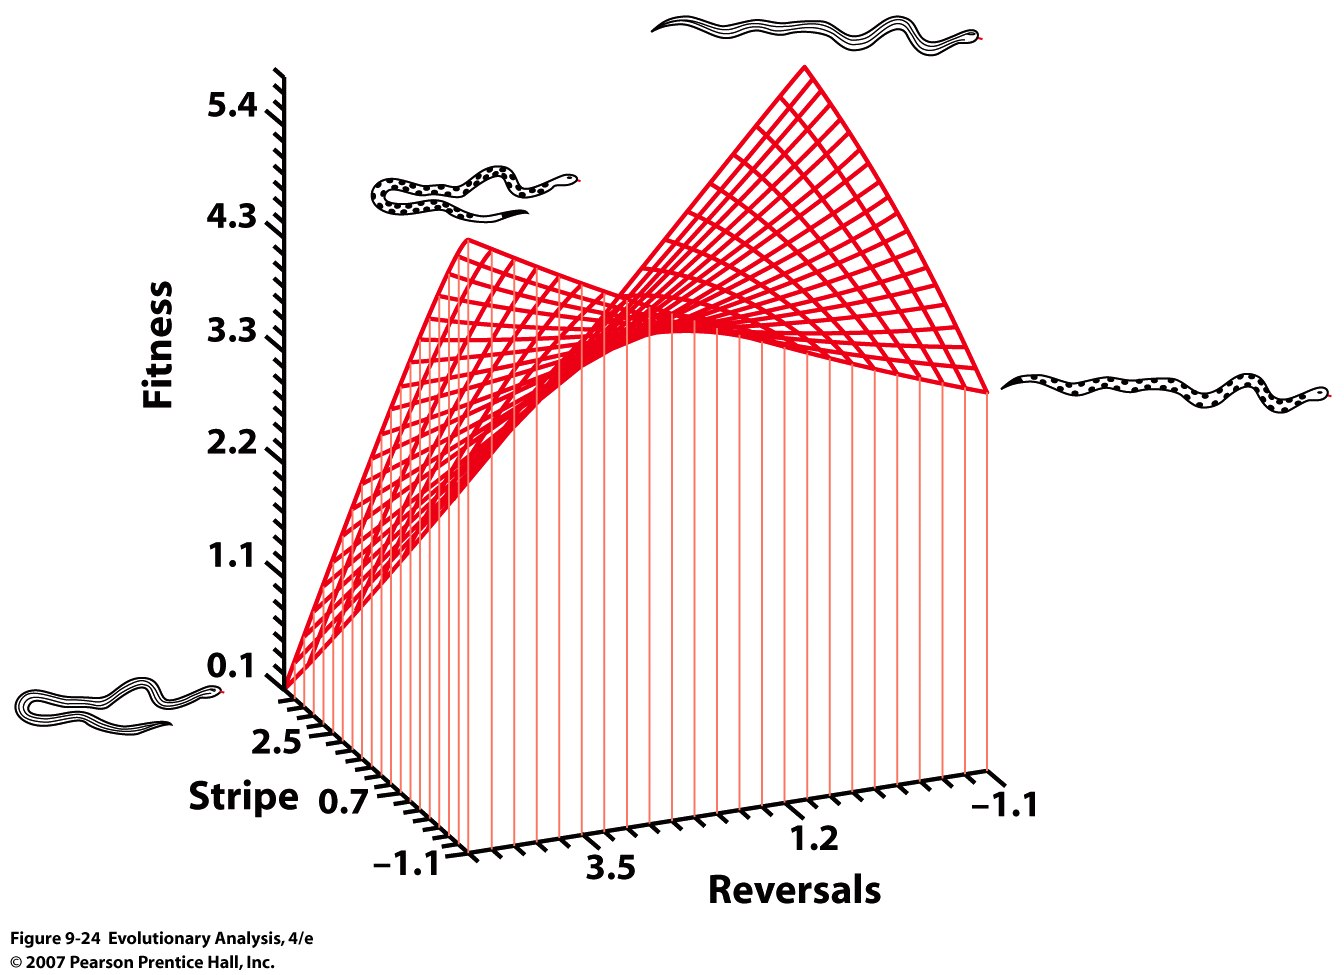 5.4
4.3
3.3
2.2
1.1
0.1
Fitness
2.5
Stripe 0.7
–1.1
3.5
1.2
–1.1
Reversals
Figure 9-24 Evolutionary Analysis, 4/e
© 2007 Pearson Prentice Hall, Inc.